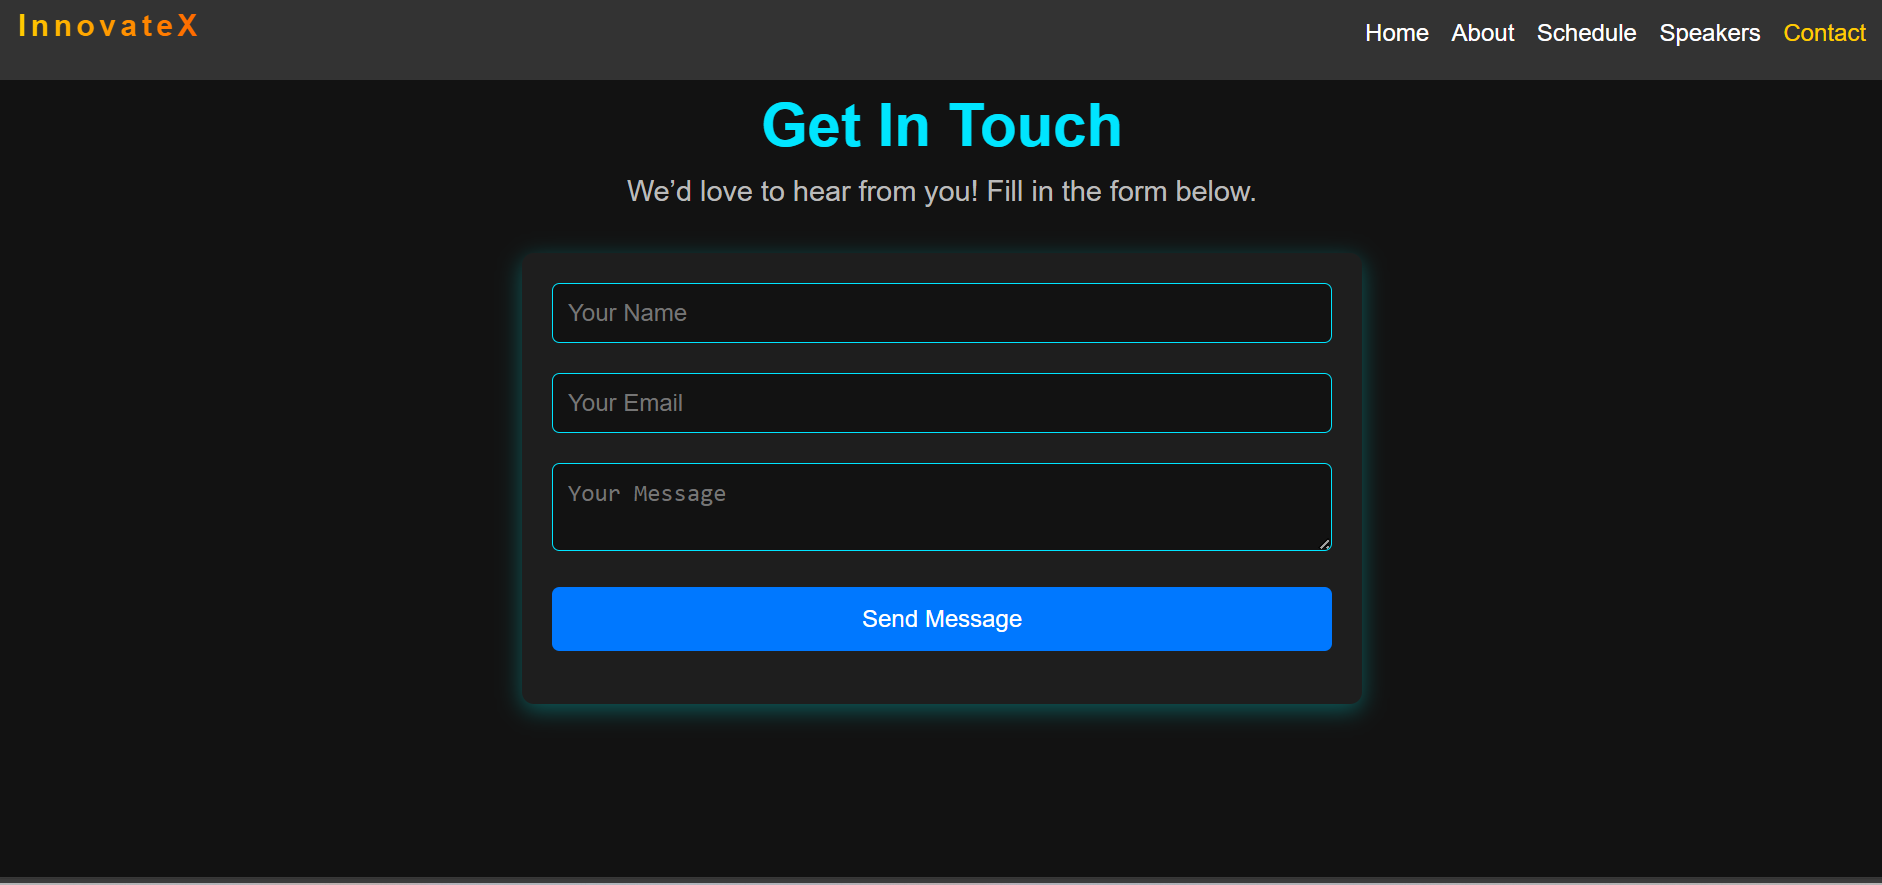 InnovateX
Home About Schedule Speakers Contact
Get In Touch
We’d love to hear from you! Fill in the form below.
Your Name
Your Email
Your Message
Send Message